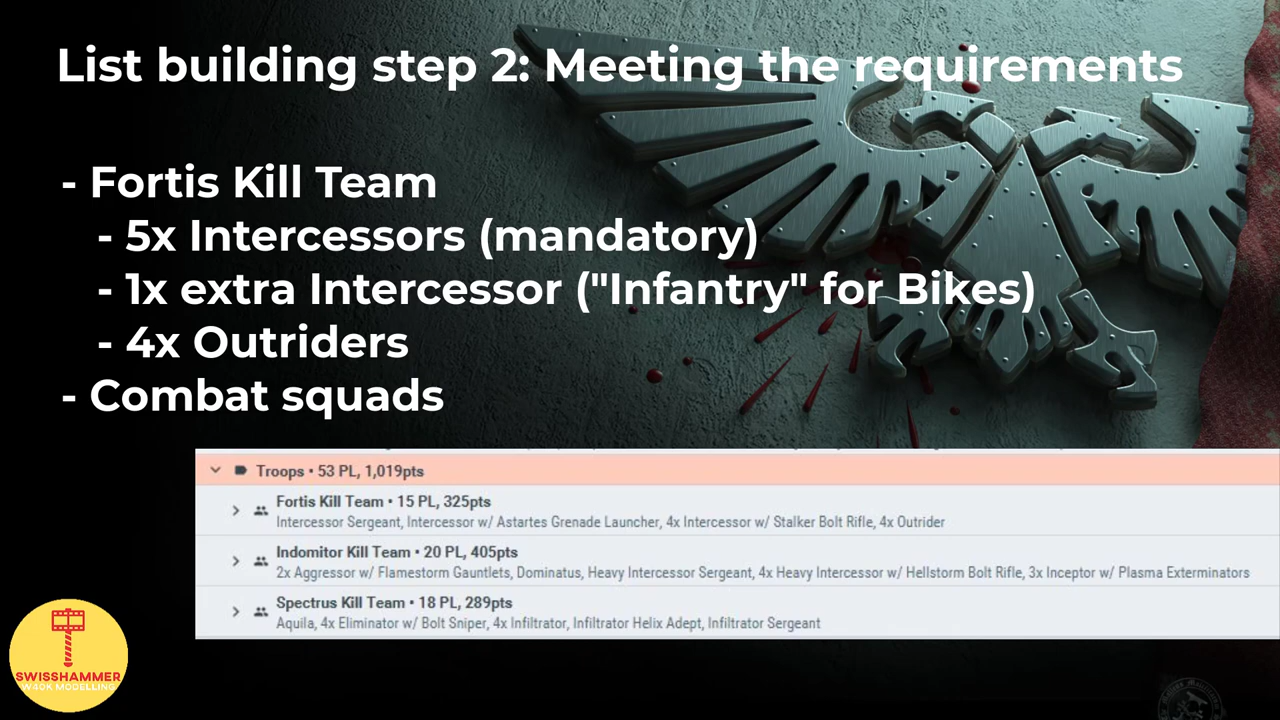 List building step 2: Meeting the requirements
- Fortis Kill Team
- 5x Intercessors (mandatory)
- 1x extra Intercessor ("Infantry" for Bikes)
- 4x Outriders
- Combat squads
Troops • 53 PL, 1,019pts
Fortis Kill Team • 15 PL, 325pts
Intercessor Sergeant, Intercessor w/ Astartes Grenade Launcher, 4x Intercessor w/ Stalker Bolt Rifle, 4x Outrider
Indomitor Kill Team • 20 PL, 405pts
2x Aggressor w/ Flamestorm Gauntlets, Dominatus, Heavy Intercessor Sergeant, 4x Heavy Intercessor w/ Hellstorm Bolt Rifle, 3x Inceptor w/ Plasma Exterminators
Spectrus Kill Team • 18 PL, 289pts
Aquila, 4x Eliminator w/ Bolt Sniper, 4x Infiltrator, Infiltrator Helix Adept, Infiltrator Sergeant
SWISSHAMMER
W40K MODELLING